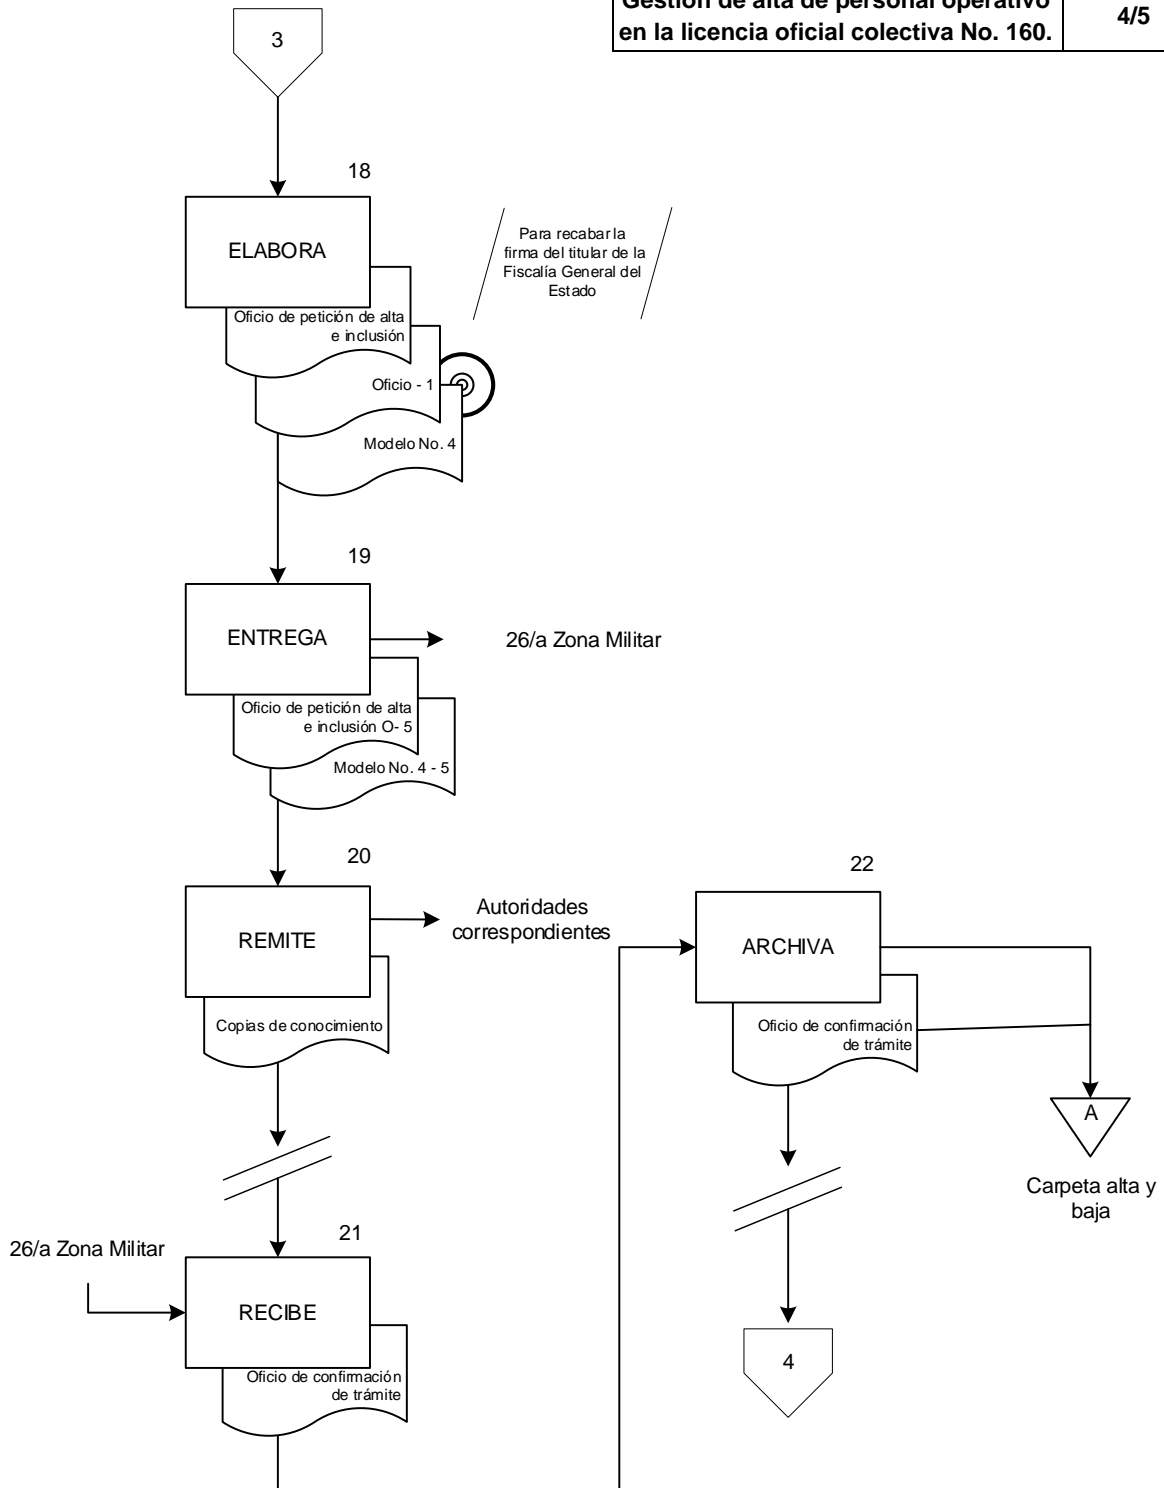 Gestión de alta de personal operativo
en la licencia oficial colectiva No. 160.
4/5
3
18
ELABORA
Para recabar la
firma del titular de la
Fiscalía General del
Estado
Oficio de petición de alta
e inclusión
Oficio - 1
Modelo No. 4
19
ENTREGA
26/a Zona Militar
Oficio de petición de alta
e inclusión O- 5
Modelo No. 4 - 5
20
REMITE
Autoridades
correspondientes
Copias de conocimiento
22
ARCHIVA
Oficio de confirmación
de trámite
A
Carpeta alta y
baja
26/a Zona Militar
21
RECIBE
Oficio de confirmación
de trámite
4